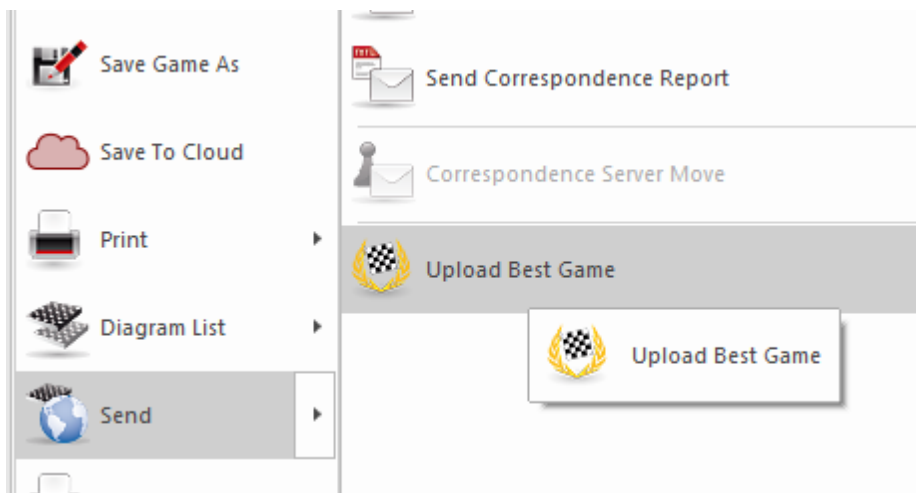 Save Game As
Save To Cloud
Print
Diagram List
Send
Send Correspondence Report
Correspondence Server Move
Upload Best Game
Upload Best Game